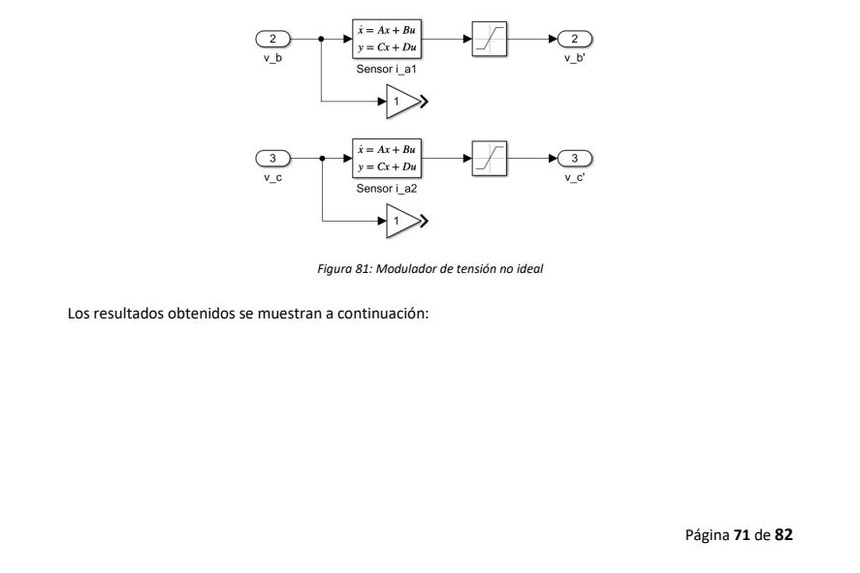 2
v_b
ẋ = Ax + Bu
y = Cx + Du
Sensor i_a1
1
2
v_b'
3
v_c
ẋ = Ax + Bu
y = Cx + Du
Sensor i_a2
1
3
v_c'
Figura 81: Modulador de tensión no ideal
Los resultados obtenidos se muestran a continuación:
Página 71 de 82